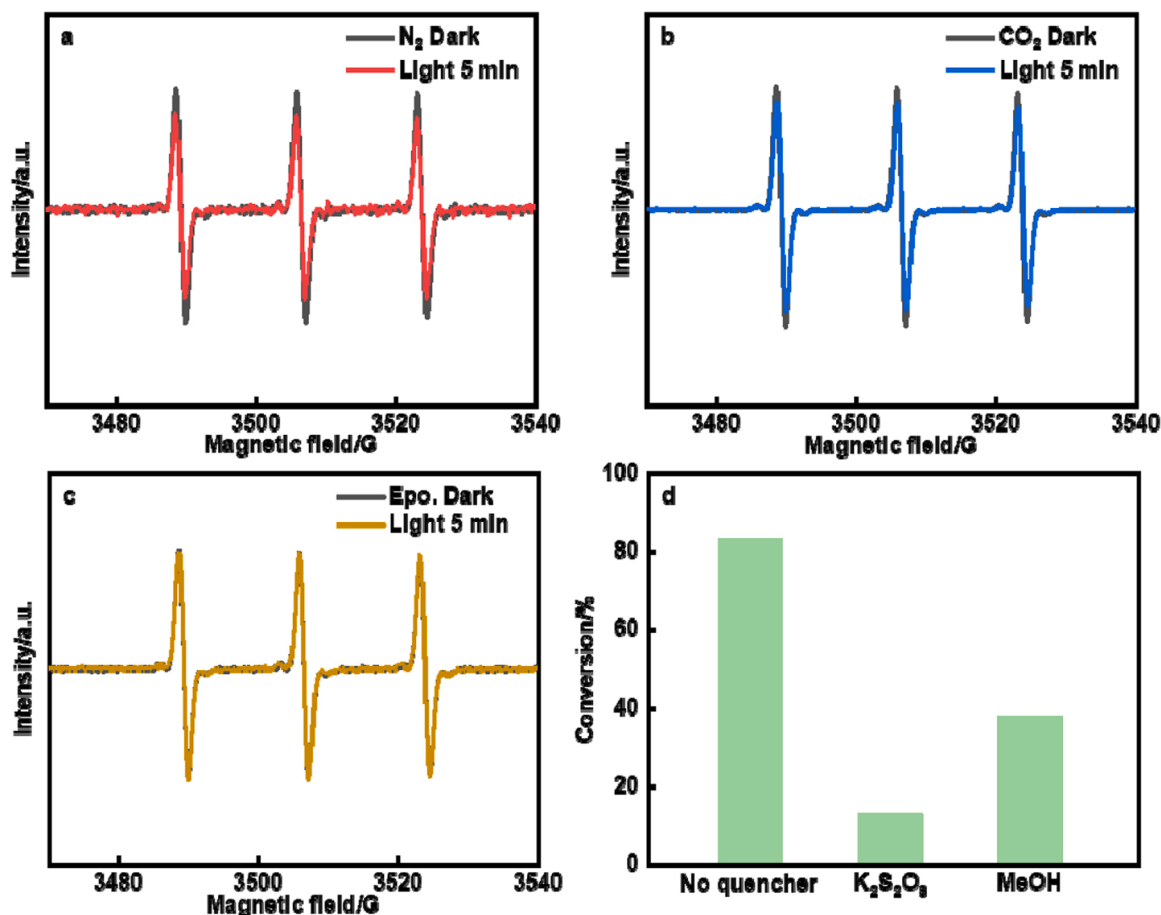 a
N₂ Dark
Light 5 min
Intensity/a.u.
3480 3500 3520 3540
Magnetic field/G
b
CO₂ Dark
Light 5 min
Intensity/a.u.
3480 3500 3520 3540
Magnetic field/G
c
Epo. Dark
Light 5 min
Intensity/a.u.
3480 3500 3520 3540
Magnetic field/G
d
100
80
60
40
20
0
Conversion/%
No quencher K₂S₂O₈ MeOH